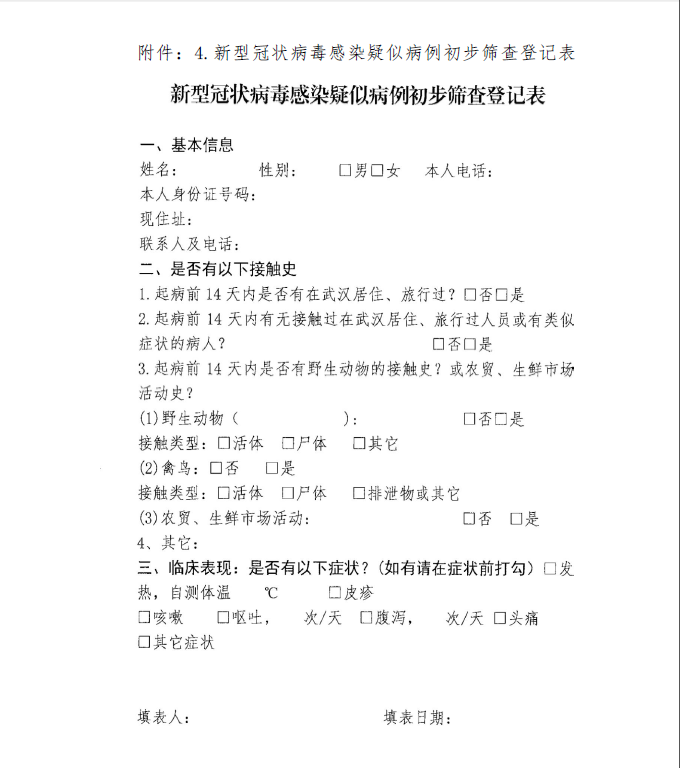 附件：4.新型冠状病毒感染疑似病例初步筛查登记表
新型冠状病毒感染疑似病例初步筛查登记表
一、基本信息
姓名： 性别： □男□女 本人电话：
本人身份证号码：
现住址：
联系人及电话：
二、是否有以下接触史
1.起病前 14 天内是否有在武汉居住、旅行过？□否□是
2.起病前 14 天内有无接触过在武汉居住、旅行过人员或有类似
症状的病人？ □否□是
3.起病前 14 天内是否有野生动物的接触史？或农贸、生鲜市场
活动史？
(1)野生动物（ ）： □否□是
接触类型：□活体 □尸体 □其它
(2)禽鸟：□否 □是
接触类型：□活体 □尸体 □排泄物或其它
(3)农贸、生鲜市场活动： □否 □是
4、其它：
三、临床表现：是否有以下症状？（如有请在症状前打勾）□发
热，自测体温 ℃ □皮疹
□咳嗽 □呕吐， 次/天 □腹泻， 次/天 □头痛
□其它症状
填表人： 填表日期：